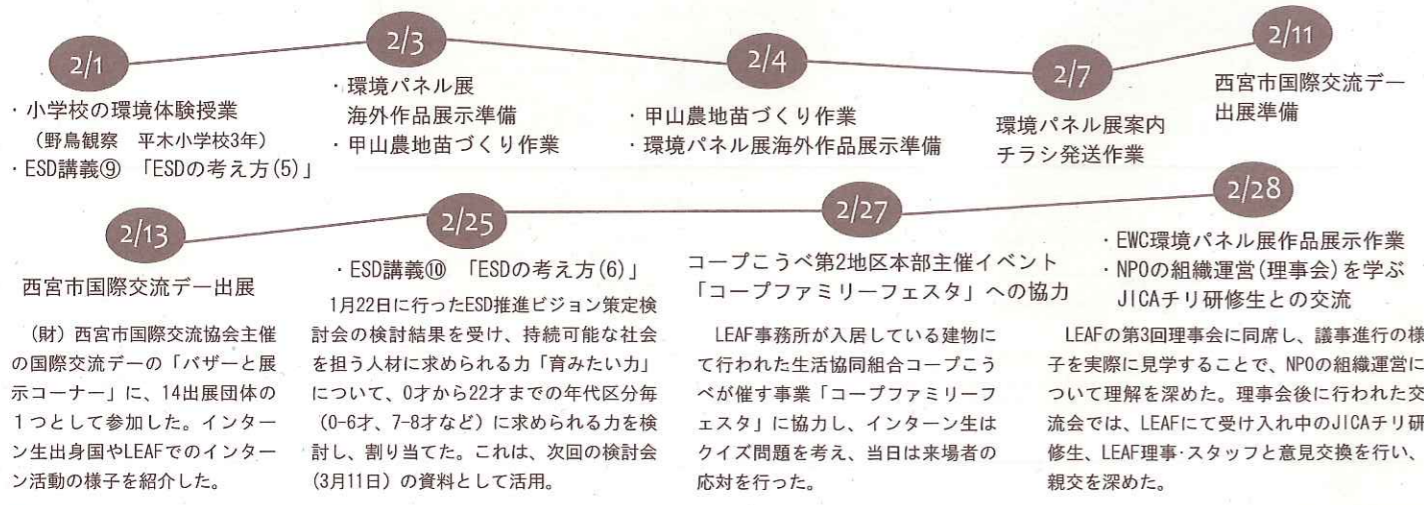 2/1
・小学校の環境体験授業
（野鳥観察　平木小学校3年）
・ESD講義⑨　「ESDの考え方(5)」
2/3
・環境パネル展
海外作品展示準備
・甲山農地苗づくり作業
2/4
・甲山農地苗づくり作業
・環境パネル展海外作品展示準備
2/7
環境パネル展案内
チラシ発送作業
2/11
西宮市国際交流デー
出展準備
2/13
西宮市国際交流デー出展
（財）西宮市国際交流協会主催
の国際交流デーの「バザーと展
示コーナー」に、14出展団体の
１つとして参加した。インター
ン生出身国やLEAFでのインター
ン活動の様子を紹介した。
2/25
・ESD講義⑩　「ESDの考え方(6)」
1月22日に行ったESD推進ビジョン策定検
討会の検討結果を受け、持続可能な社会
を担う人材に求められる力「育みたい力」
について、0才から22才までの年代区分毎
（0-6才、7-8才など）に求められる力を検
討し、割り当てた。これは、次回の検討会
(3月11日）の資料として活用。
2/27
コープこうべ第2地区本部主催イベント
「コープファミリーフェスタ」への協力
LEAF事務所が入居している建物に
て行われた生活協同組合コープこう
べが催す事業「コープファミリーフ
ェスタ」に協力し、インターン生は
クイズ問題を考え、当日は来場者の
応対を行った。
2/28
・EWC環境パネル展作品展示作業
・NPOの組織運営(理事会)を学ぶ
JICAチリ研修生との交流
LEAFの第3回理事会に同席し、議事進行の様
子を実際に見学することで、NPOの組織運営に
ついて理解を深めた。理事会後に行われた交
流会では、LEAFにて受け入れ中のJICAチリ研
修生、LEAF理事・スタッフと意見交換を行い、
親交を深めた。